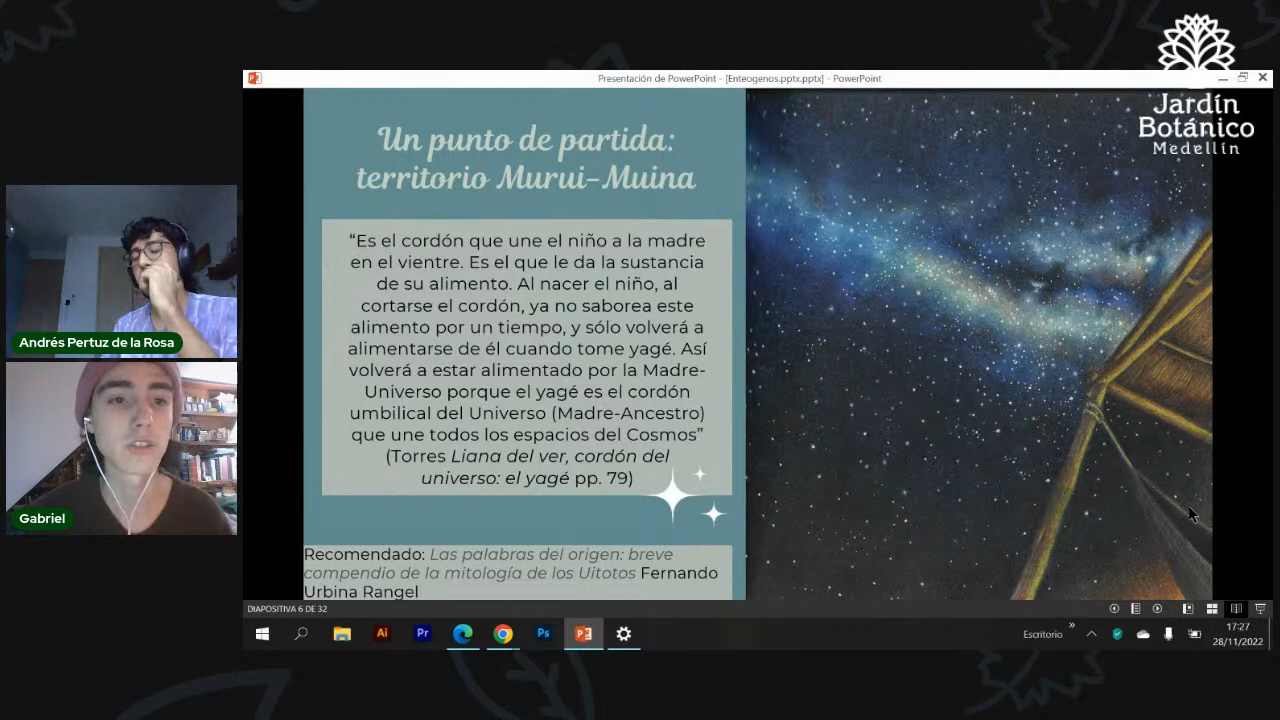 Jardín
Botánico
Medellín
Presentación de PowerPoint - [Enteogenos.pptx.pptx] - PowerPoint
Un punto de partida:
territorio Murui-Muina
“Es el cordón que une el niño a la madre
en el vientre. Es el que le da la sustancia
de su alimento. Al nacer el niño, al
cortarse el cordón, ya no saborea este
alimento por un tiempo, y sólo volverá a
alimentarse de él cuando tome yagé. Así
volverá a estar alimentado por la Madre-
Universo porque el yagé es el cordón
umbilical del Universo (Madre-Ancestro)
que une todos los espacios del Cosmos”
(Torres Liana del ver, cordón del
universo: el yagé pp. 79)
Recomendado: Las palabras del origen: breve
compendio de la mitología de los Uitotos Fernando
Urbina Rangel
Andrés Pertuz de la Rosa
Gabriel
DIAPOSITIVA 6 DE 32
Ai
Pr
Ps
Escritorio
17:27
28/11/2022